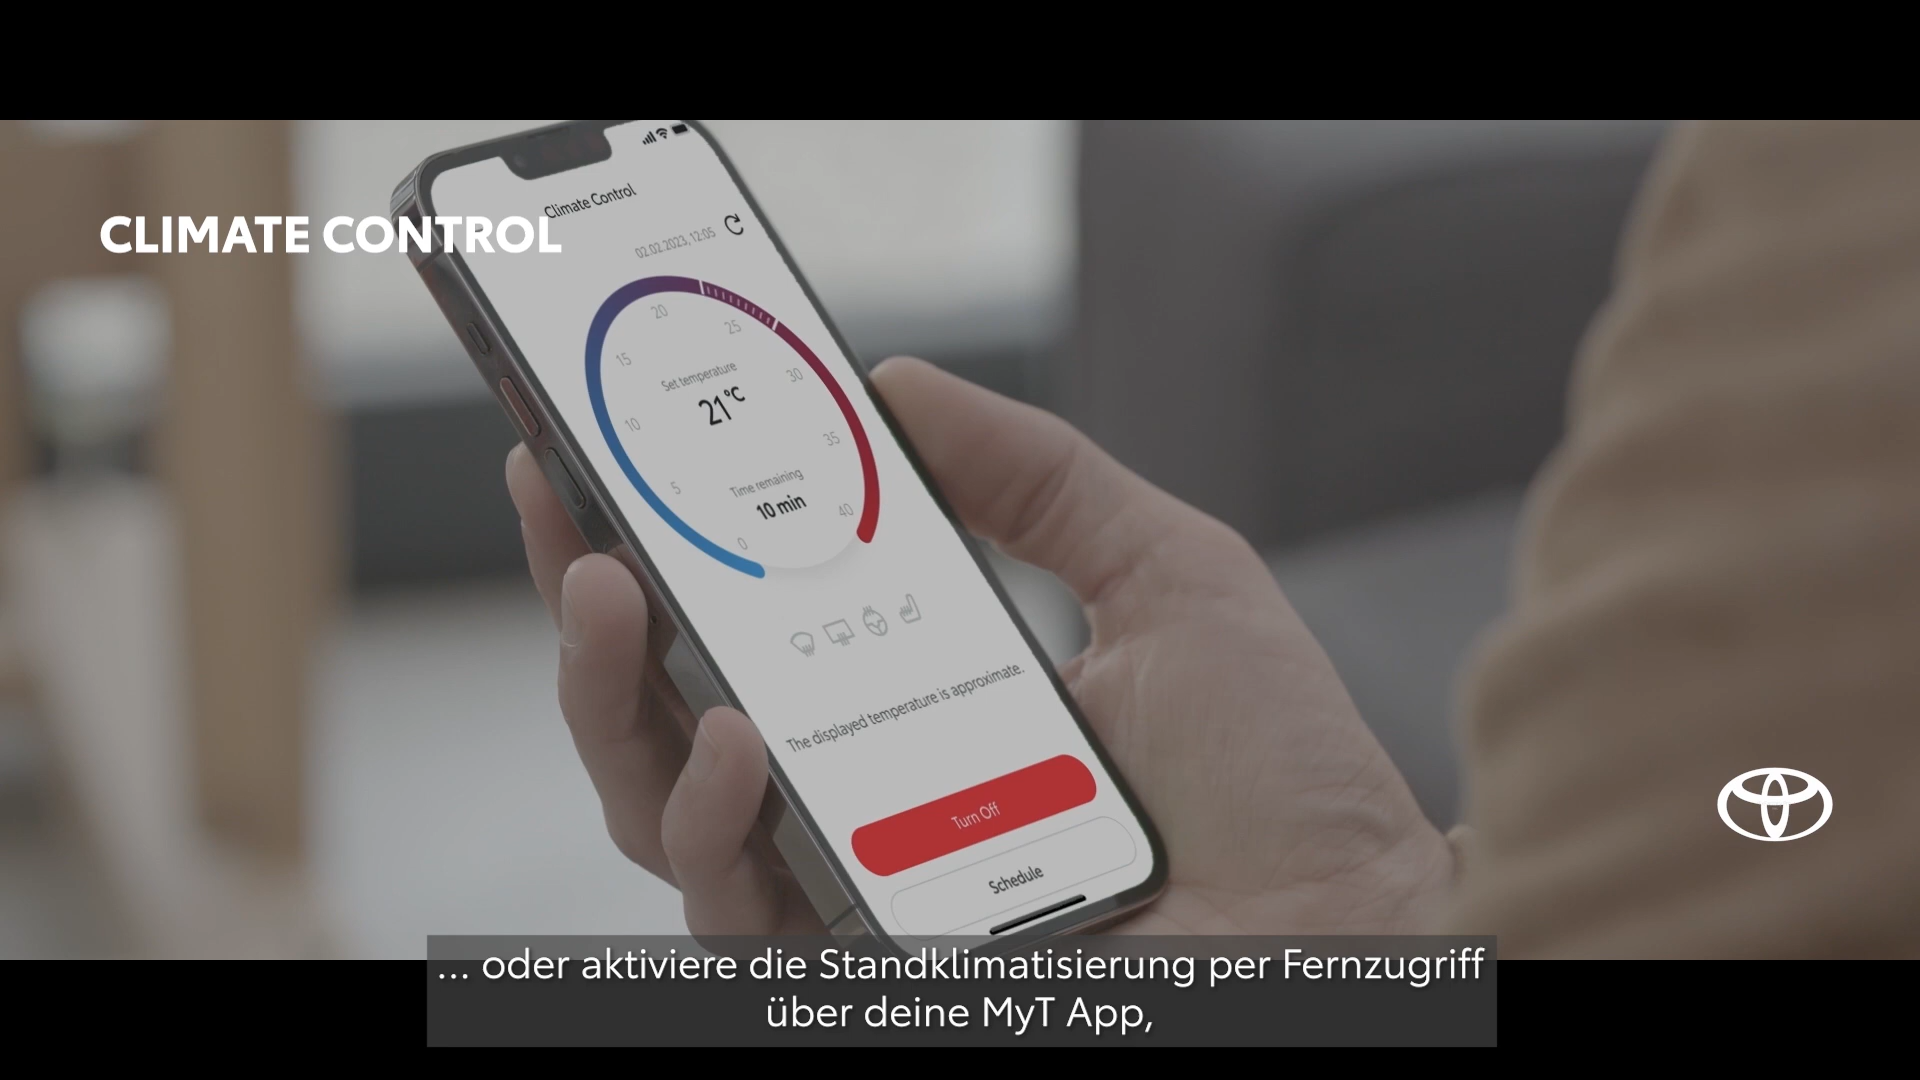 Climate Control
CLIMATE CONTROL
02.02.2023, 12:05
20
25
15
Set temperature
30
21°C
10
35
Time remaining
5
10 min
40
0
The displayed temperature is approximate.
Turn Off
Schedule
... oder aktiviere die Standklimatisierung per Fernzugriff
über deine MyT App,